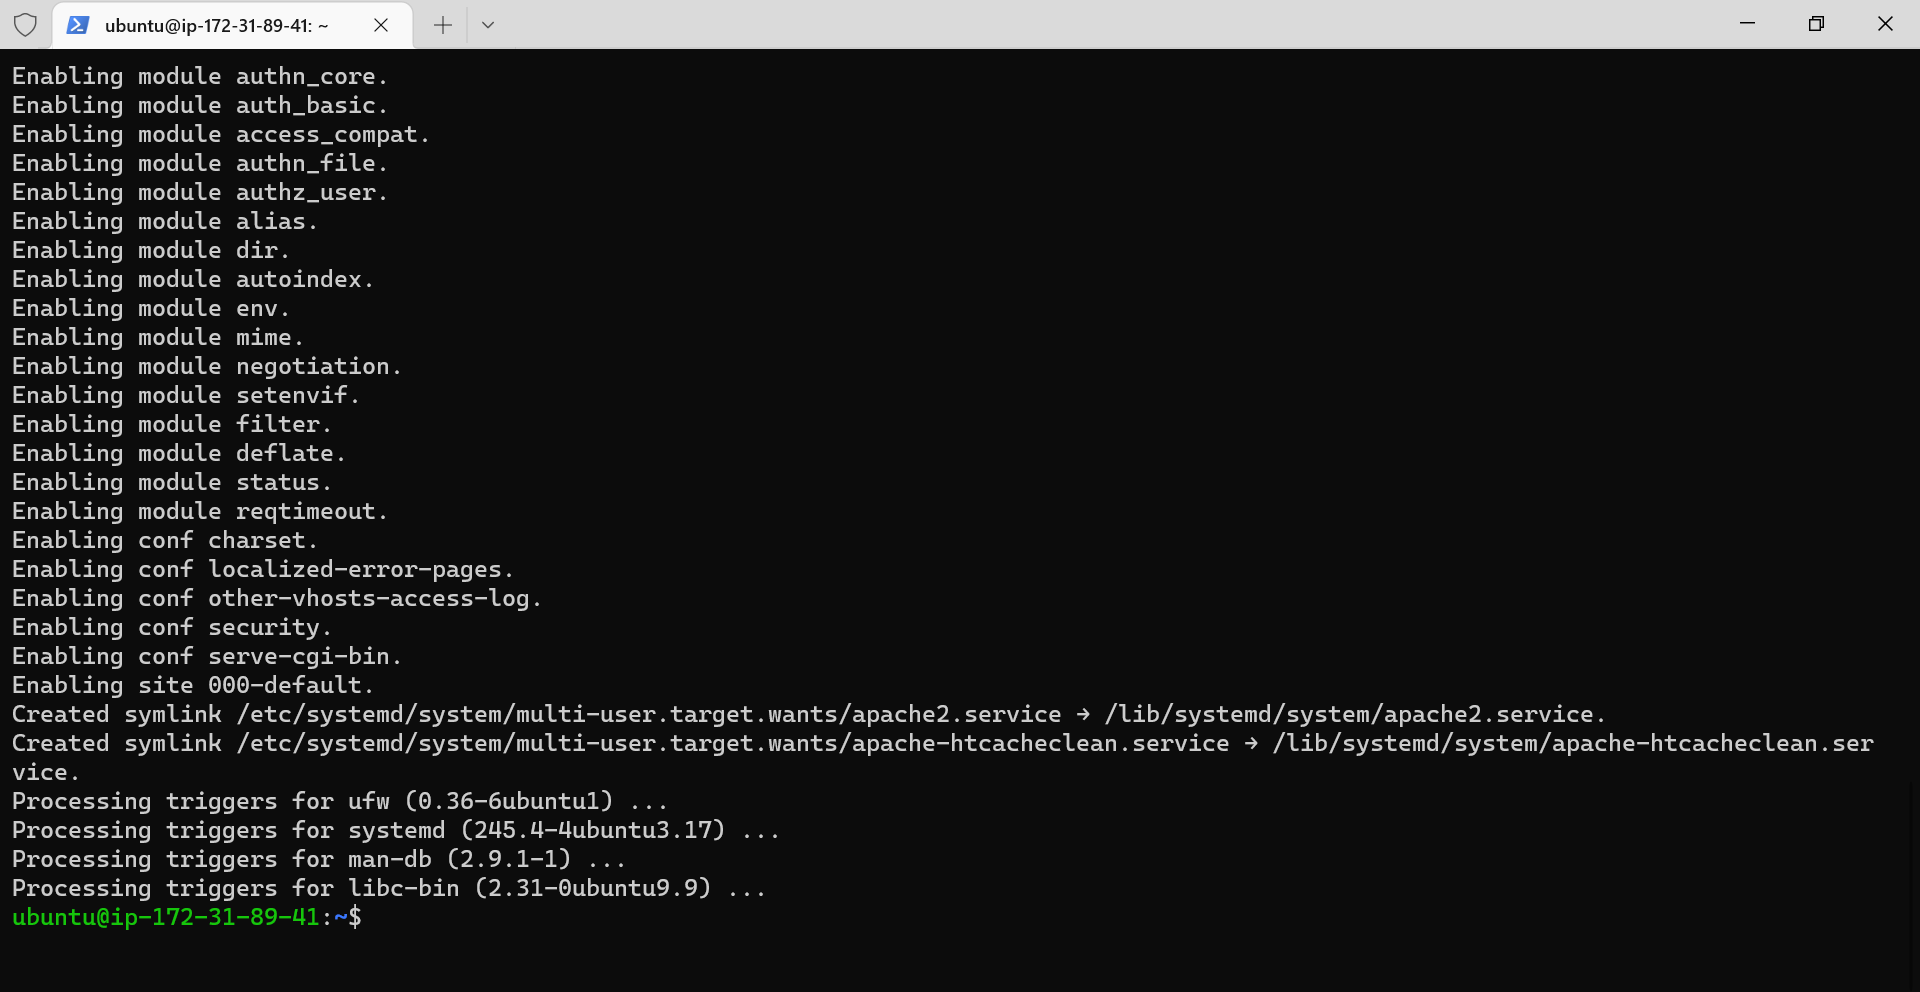 ubuntu@ip-172-31-89-41: ~
Enabling module authn_core.
Enabling module auth_basic.
Enabling module access_compat.
Enabling module authn_file.
Enabling module authz_user.
Enabling module alias.
Enabling module dir.
Enabling module autoindex.
Enabling module env.
Enabling module mime.
Enabling module negotiation.
Enabling module setenvif.
Enabling module filter.
Enabling module deflate.
Enabling module status.
Enabling module reqtimeout.
Enabling conf charset.
Enabling conf localized-error-pages.
Enabling conf other-vhosts-access-log.
Enabling conf security.
Enabling conf serve-cgi-bin.
Enabling site 000-default.
Created symlink /etc/systemd/system/multi-user.target.wants/apache2.service → /lib/systemd/system/apache2.service.
Created symlink /etc/systemd/system/multi-user.target.wants/apache-htcacheclean.service → /lib/systemd/system/apache-htcacheclean.ser
vice.
Processing triggers for ufw (0.36-6ubuntu1) ...
Processing triggers for systemd (245.4-4ubuntu3.17) ...
Processing triggers for man-db (2.9.1-1) ...
Processing triggers for libc-bin (2.31-0ubuntu9.9) ...
ubuntu@ip-172-31-89-41:~$